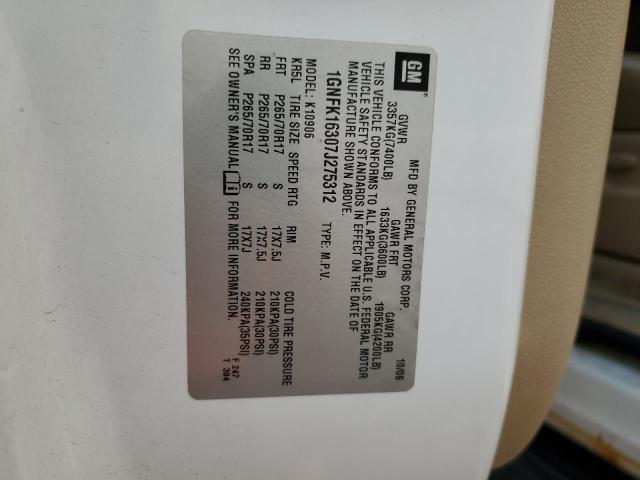 GM
MFD BY GENERAL MOTORS CORP. 10/06
GVWR GAWR FRT GAWR RR
3357KG(7400LB) 1633KG(3600LB) 1905KG(4200LB)
THIS VEHICLE CONFORMS TO ALL APPLICABLE U.S. FEDERAL MOTOR
VEHICLE SAFETY STANDARDS IN EFFECT ON THE DATE OF
MANUFACTURE SHOWN ABOVE.
1GNFK16307J275312 TYPE: M.P.V.
MODEL: K10906
KR5L TIRE SIZE SPEED RTG RIM COLD TIRE PRESSURE
FRT P265/70R17 S 17X7.5J 210KPA(30PSI)
RR P265/70R17 S 17X7.5J 210KPA(30PSI)
SPA P265/70R17 S 17X7J 240KPA(35PSI)
SEE OWNER'S MANUAL FOR MORE INFORMATION.
F 247
T 304